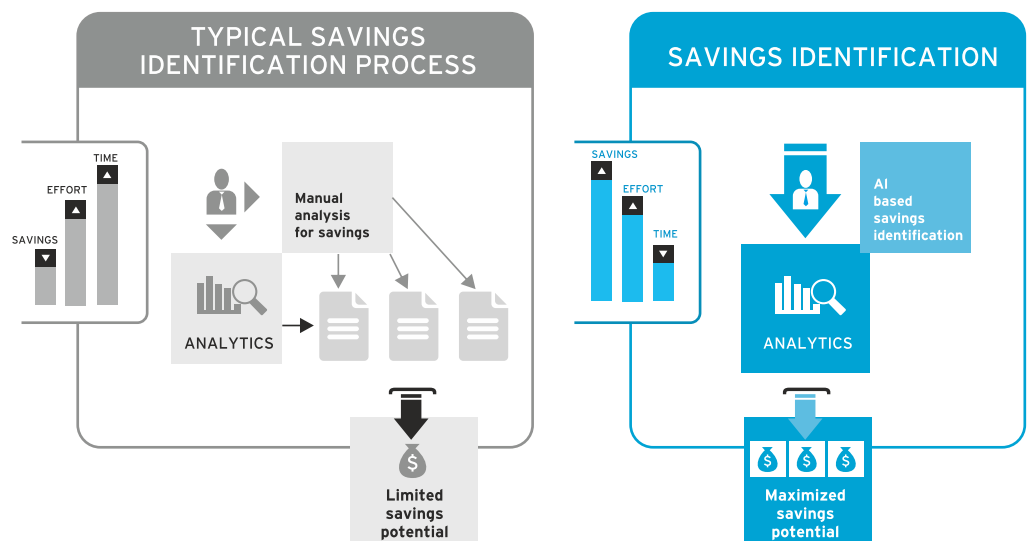 TYPICAL SAVINGS
IDENTIFICATION PROCESS
TIME
EFFORT
SAVINGS
Manual
analysis
for savings
ANALYTICS
$
Limited
savings
potential
SAVINGS IDENTIFICATION
SAVINGS
EFFORT
TIME
AI
based
savings
identification
ANALYTICS
$ $ $
Maximized
savings
potential